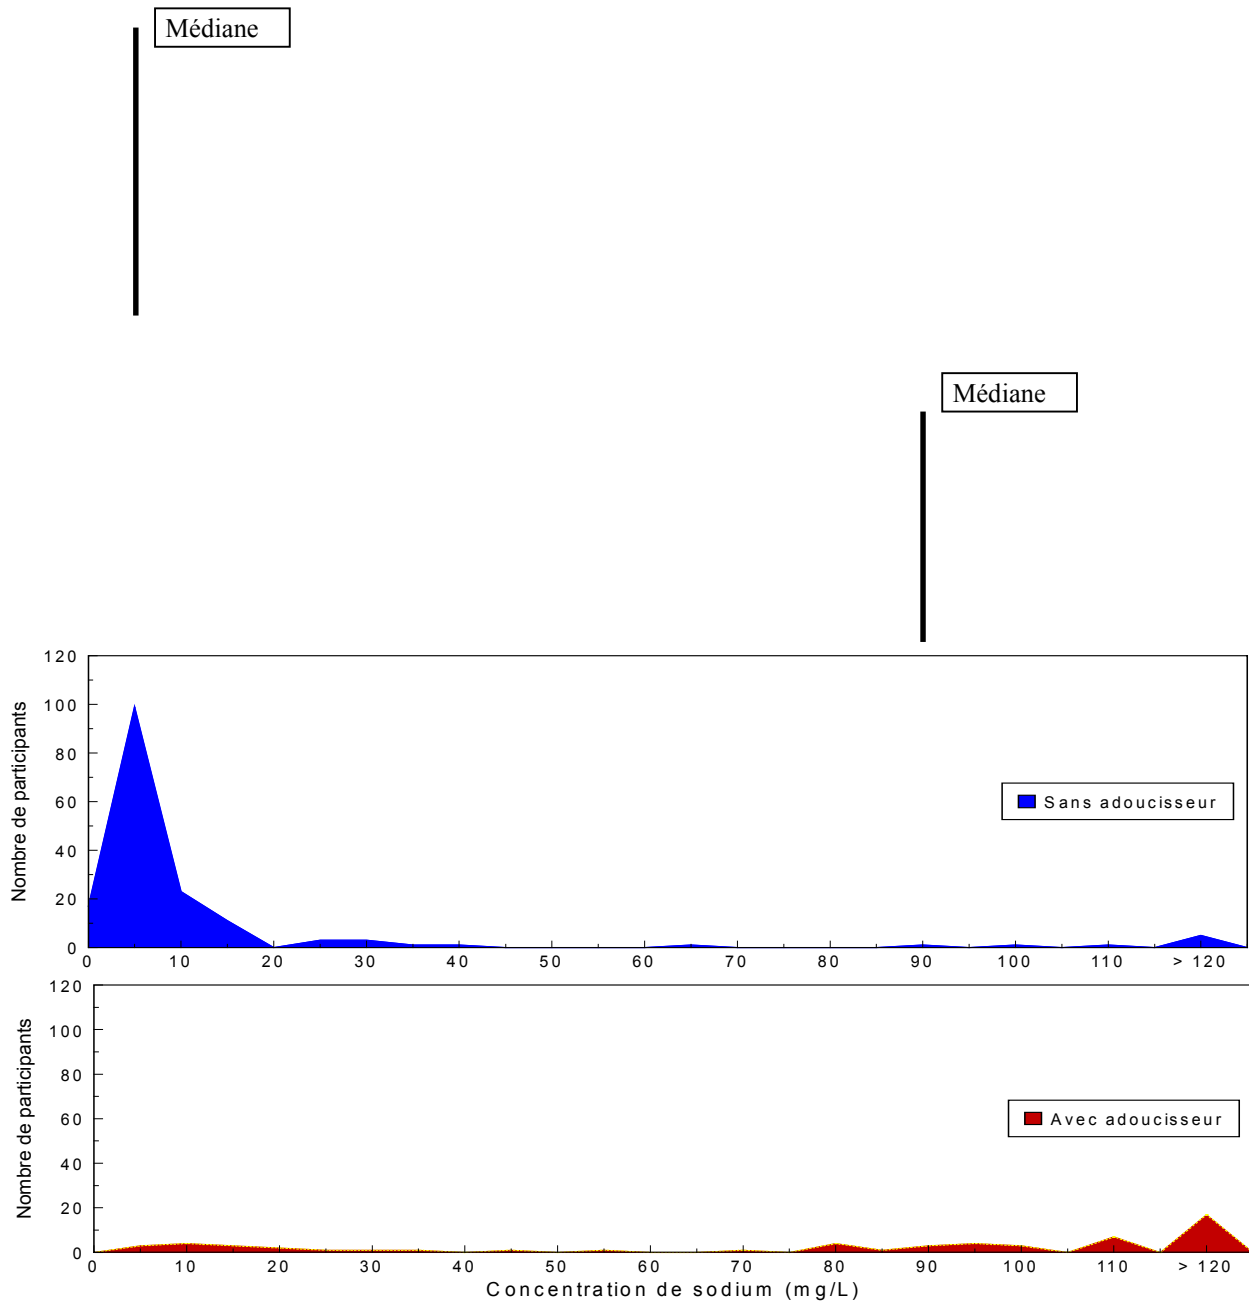 Médiane
Médiane
Nombre de participants
120
100
80
60
40
20
0
Sans adoucisseur
0 10 20 30 40 50 60 70 80 90 100 110 > 120
Nombre de participants
120
100
80
60
40
20
0
Avec adoucisseur
0 10 20 30 40 50 60 70 80 90 100 110 > 120
Concentration de sodium (mg/L)